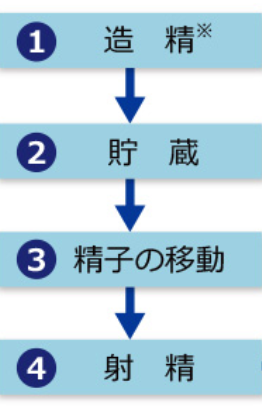 ❶ 造 精※
❷ 貯 蔵
❸ 精子の移動
❹ 射 精